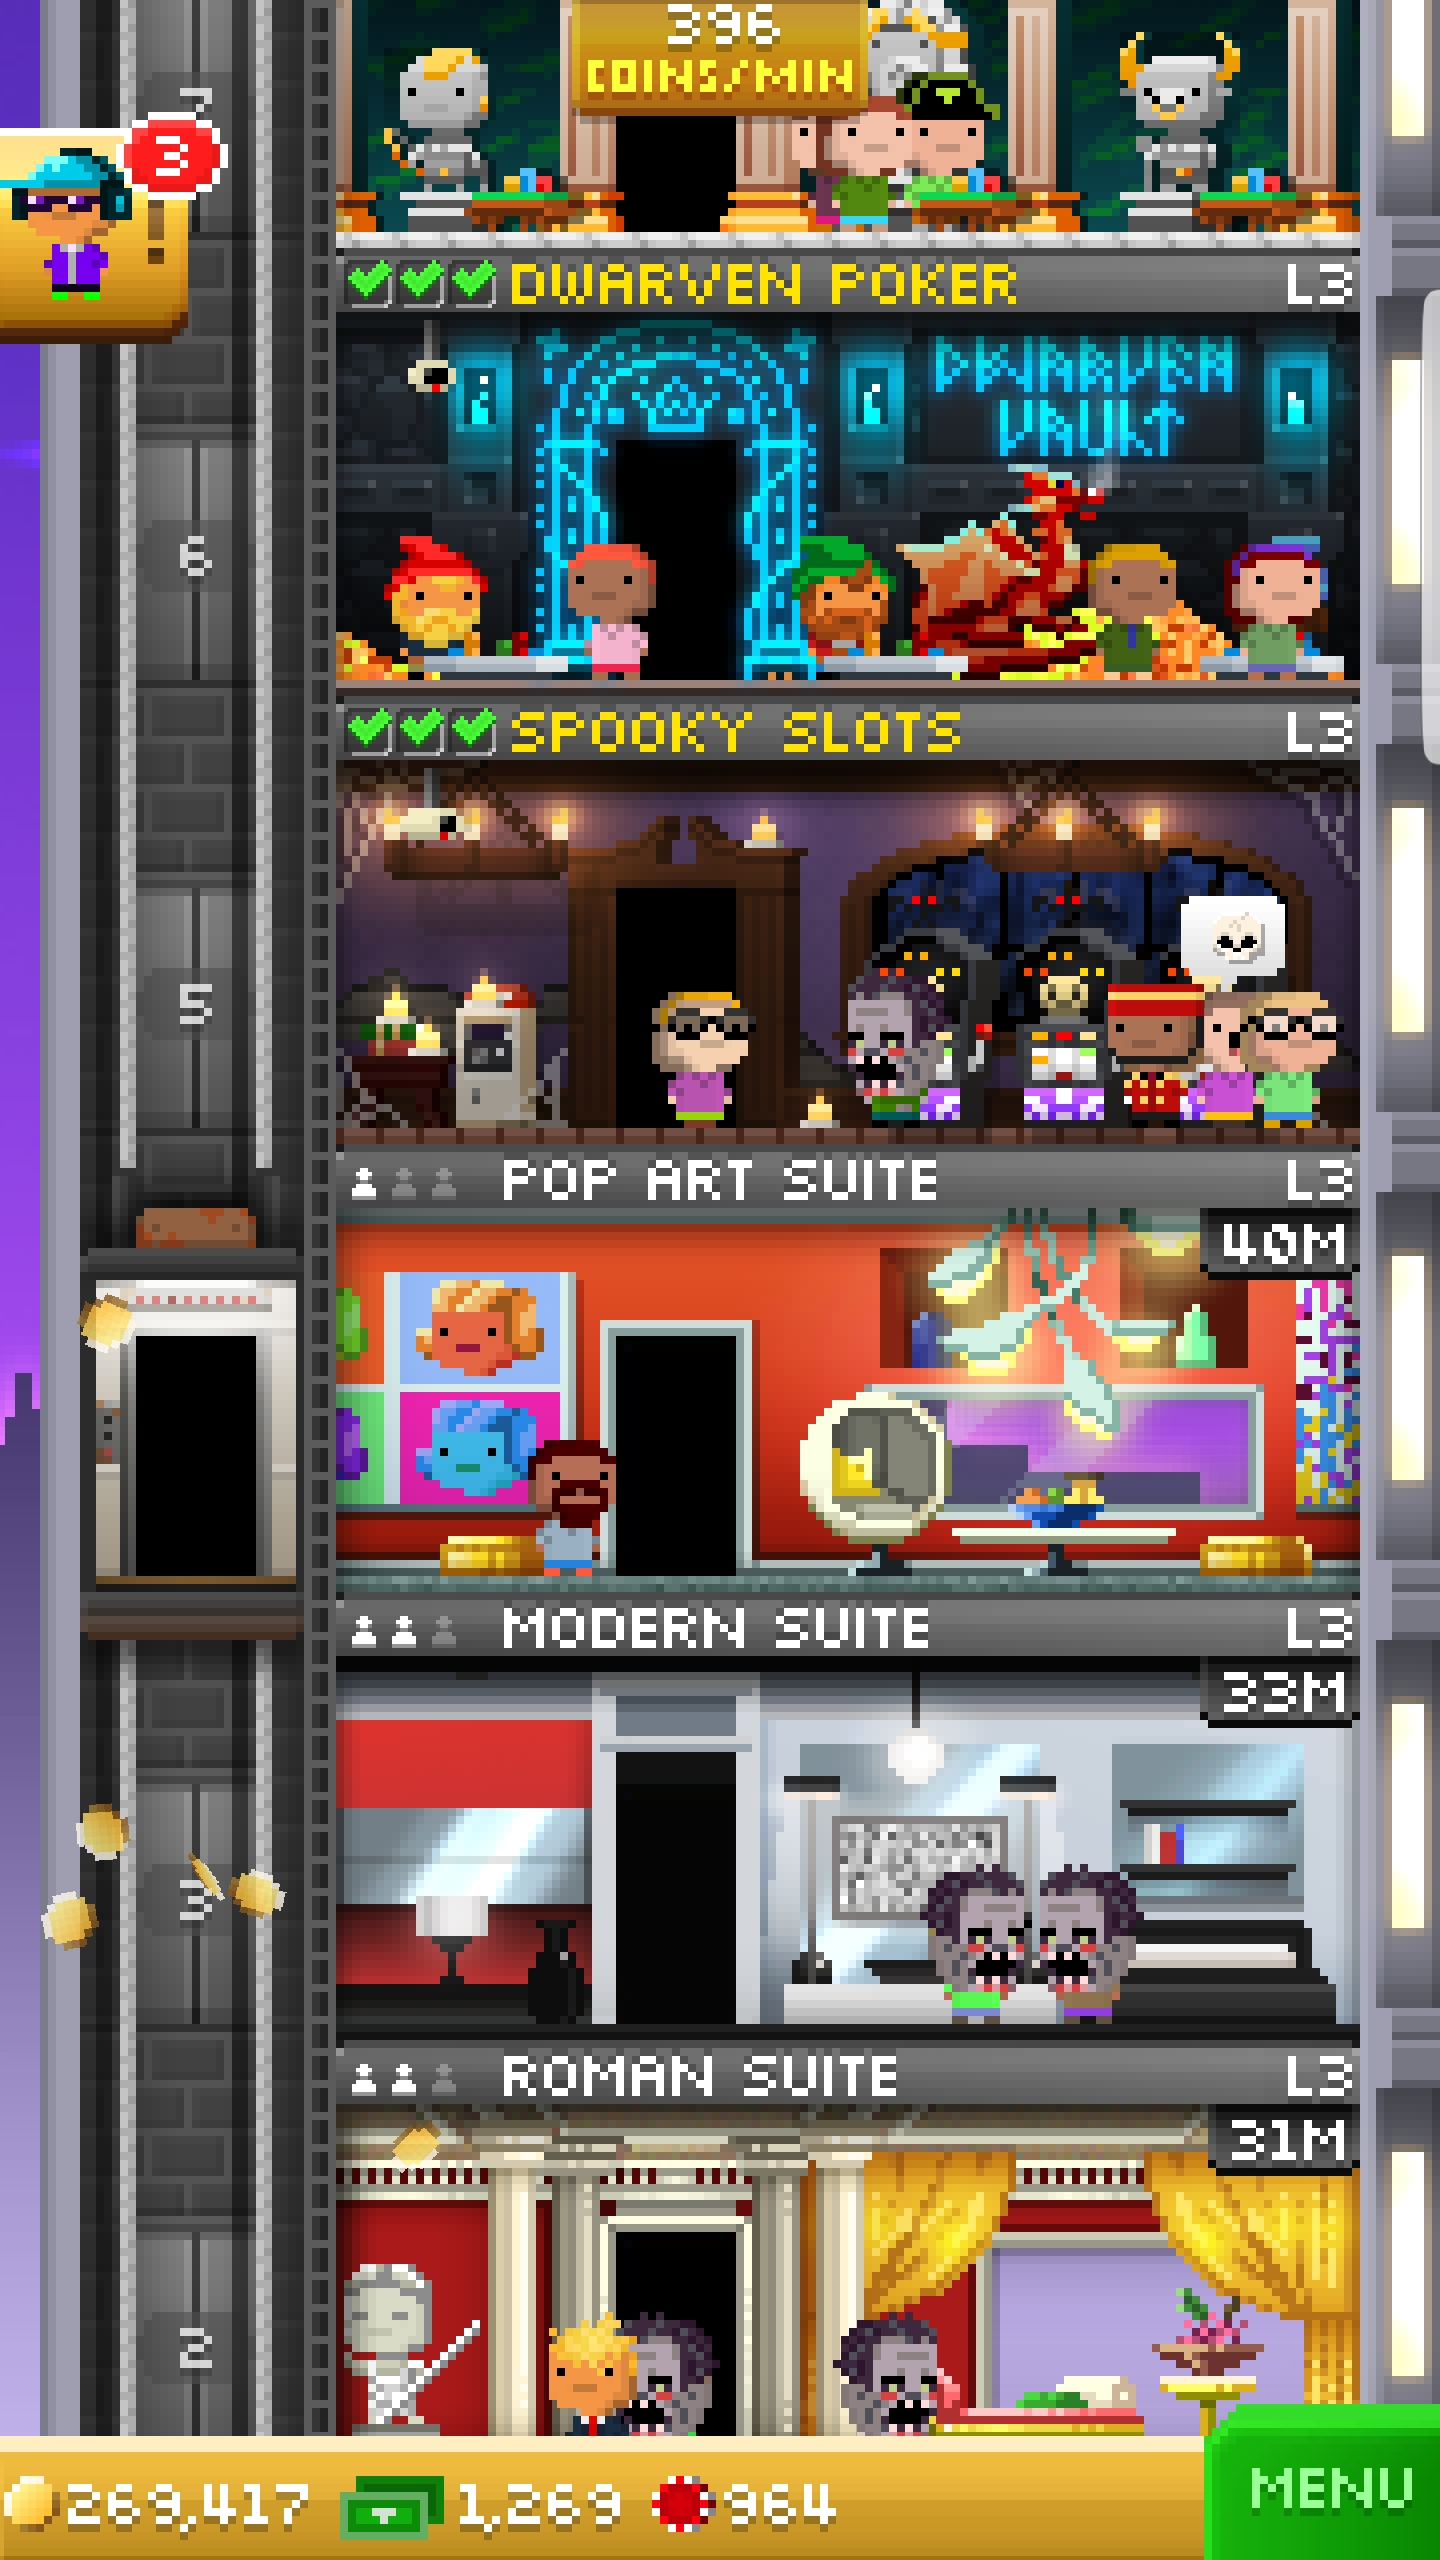 396
COINS/MIN
7
3
DWARVEN POKER L3
DWARVEN
VAULT
6
SPOOKY SLOTS L3
5
POP ART SUITE L3
40M
MODERN SUITE L3
33M
3
ROMAN SUITE L3
31M
2
269,417 1,269 964
MENU